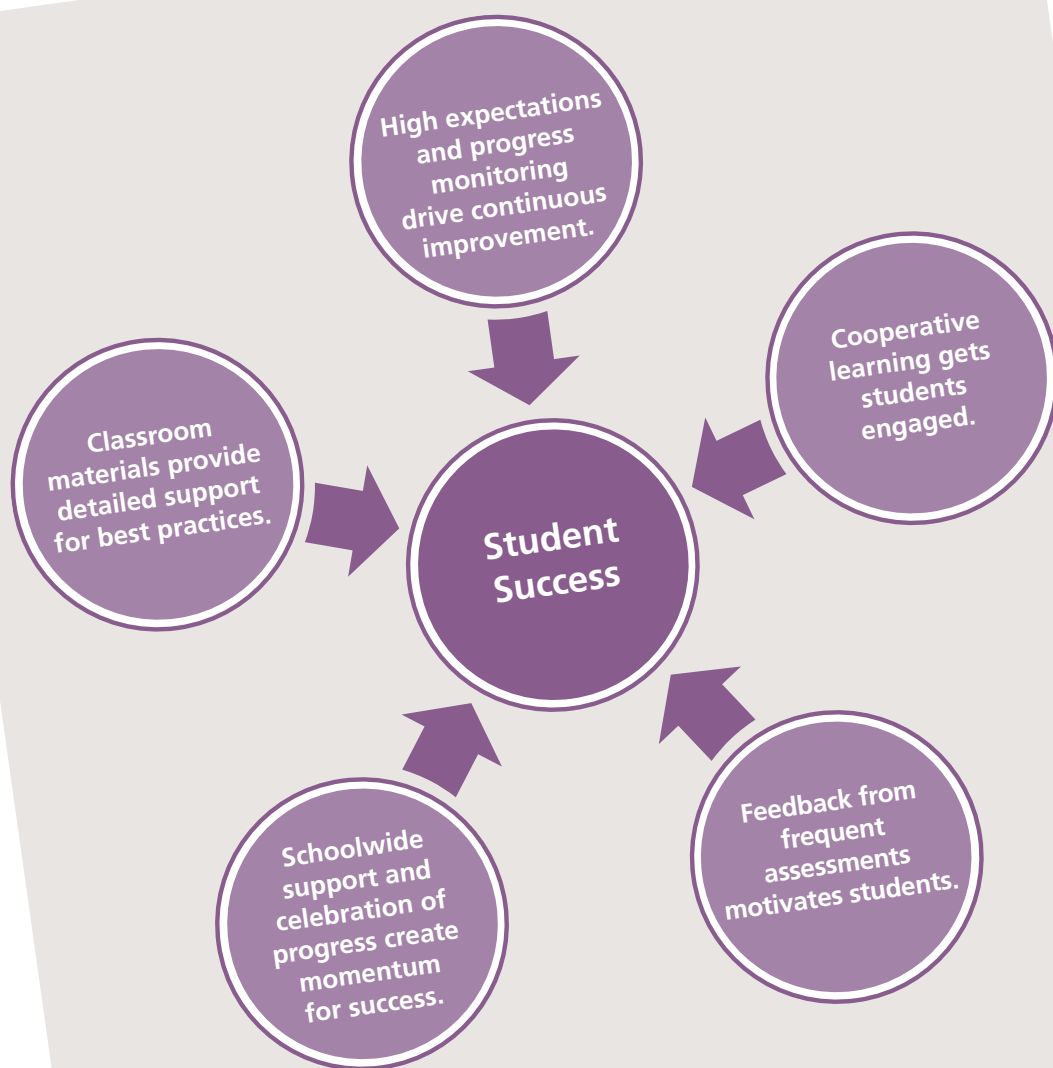 High expectations
and progress
monitoring
drive continuous
improvement.
Cooperative
learning gets
students
engaged.
Classroom
materials provide
detailed support
for best practices.
Student
Success
Feedback from
frequent
assessments
motivates students.
Schoolwide
support and
celebration of
progress create
momentum
for success.